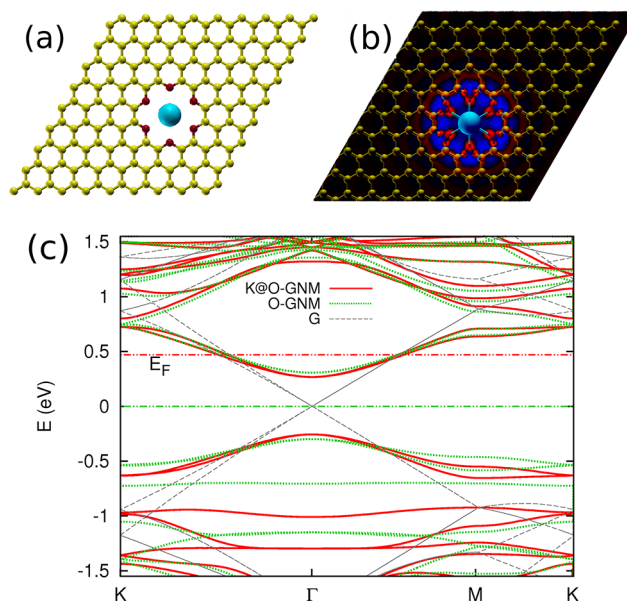 (a)
(b)
(c)
1.5
1
0.5
0
-0.5
-1
-1.5
E (eV)
K@O-GNM
O-GNM
G
E_F
K
Γ
M
K